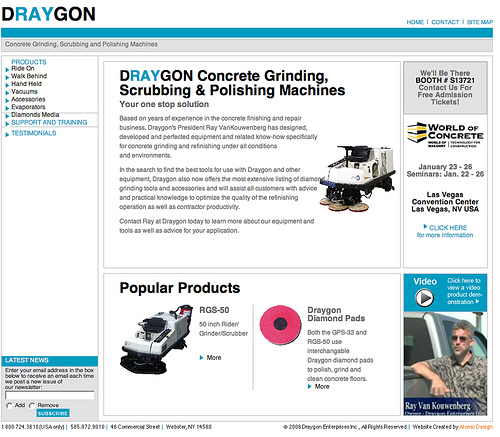 DRAYGON
HOME | CONTACT | SITE MAP
Concrete Grinding, Scrubbing and Polishing Machines
PRODUCTS
Ride On
Walk Behind
Hand Held
Vacuums
Accessories
Evaporators
Diamonds Media
SUPPORT AND TRAINING
TESTIMONIALS
DRAYGON Concrete Grinding,
Scrubbing & Polishing Machines
Your one stop solution
Based on years of experience in the concrete finishing and repair
business, Draygon's President Ray VanKouwenberg has designed,
developed and perfected equipment and related know-how specifically
for concrete grinding and refinishing under all conditions
and environments.
In the search to find the best tools for use with Draygon and other
equipment, Draygon also now offers the most extensive listing of diamond
grinding tools and accessories and will assist all customers with advice
and practical knowledge to optimize the quality of the refinishing
operation as well as contractor productivity.
Contact Ray at Draygon today to learn more about our equipment and
tools as well as advice for your application.
We'll Be There
BOOTH # S13721
Contact Us For
Free Admission
Tickets!
WORLD OF
CONCRETE
WORLD OF MASONRY | TECHNOLOGY FOR CONSTRUCTION
January 23 - 26
Seminars: Jan. 22 - 26
Las Vegas
Convention Center
Las Vegas, NV USA
CLICK HERE
for more information
Popular Products
RGS-50
50 inch Rider/
Grinder/Scrubber
More
Draygon
Diamond Pads
Both the GPS-33 and
RGS-50 use
interchangable
Draygon diamond pads
to polish, grind and
clean concrete floors.
More
Video
Click here to
view a video
product dem-
onstration
Ray Van Kouwenberg
Owner,
LATEST NEWS
Enter your email address in the box
below to receive an email each time
we post a new issue of
our newsletter:
Add Remove
SUBSCRIBE
1 800.724.3810(USA only) | 585.872.9010 | 46 Commercial Street | Webster, NY 14580
© 2006 Draygon Enterprises Inc., All Rights Reserved | Website Created by Atomic Design